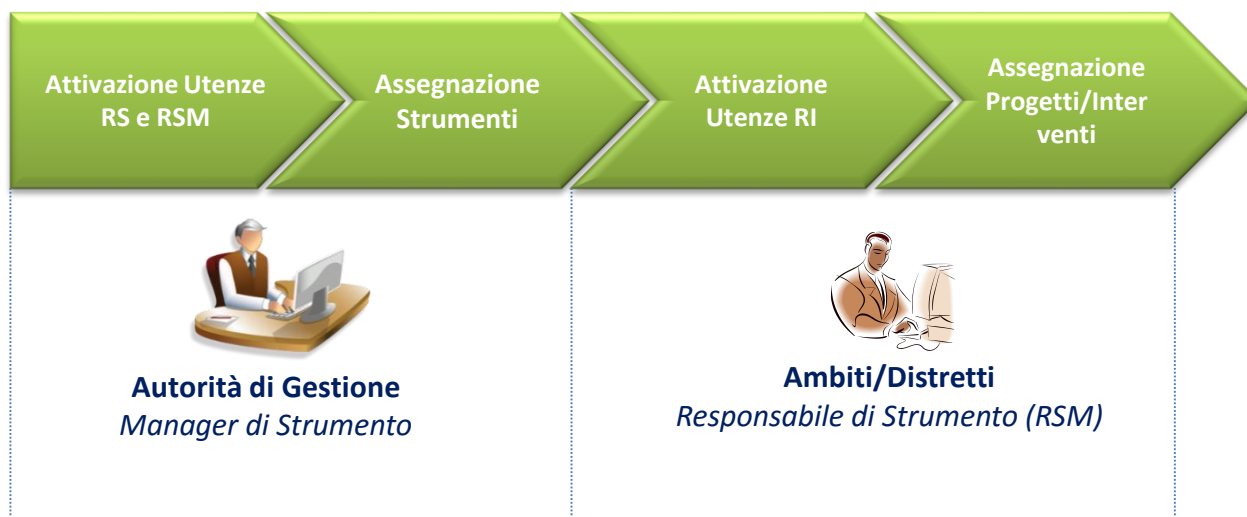 Attivazione Utenze
RS e RSM
Assegnazione
Strumenti
Attivazione
Utenze RI
Assegnazione
Progetti/Inter
venti
Autorità di Gestione
Manager di Strumento
Ambiti/Distretti
Responsabile di Strumento (RSM)